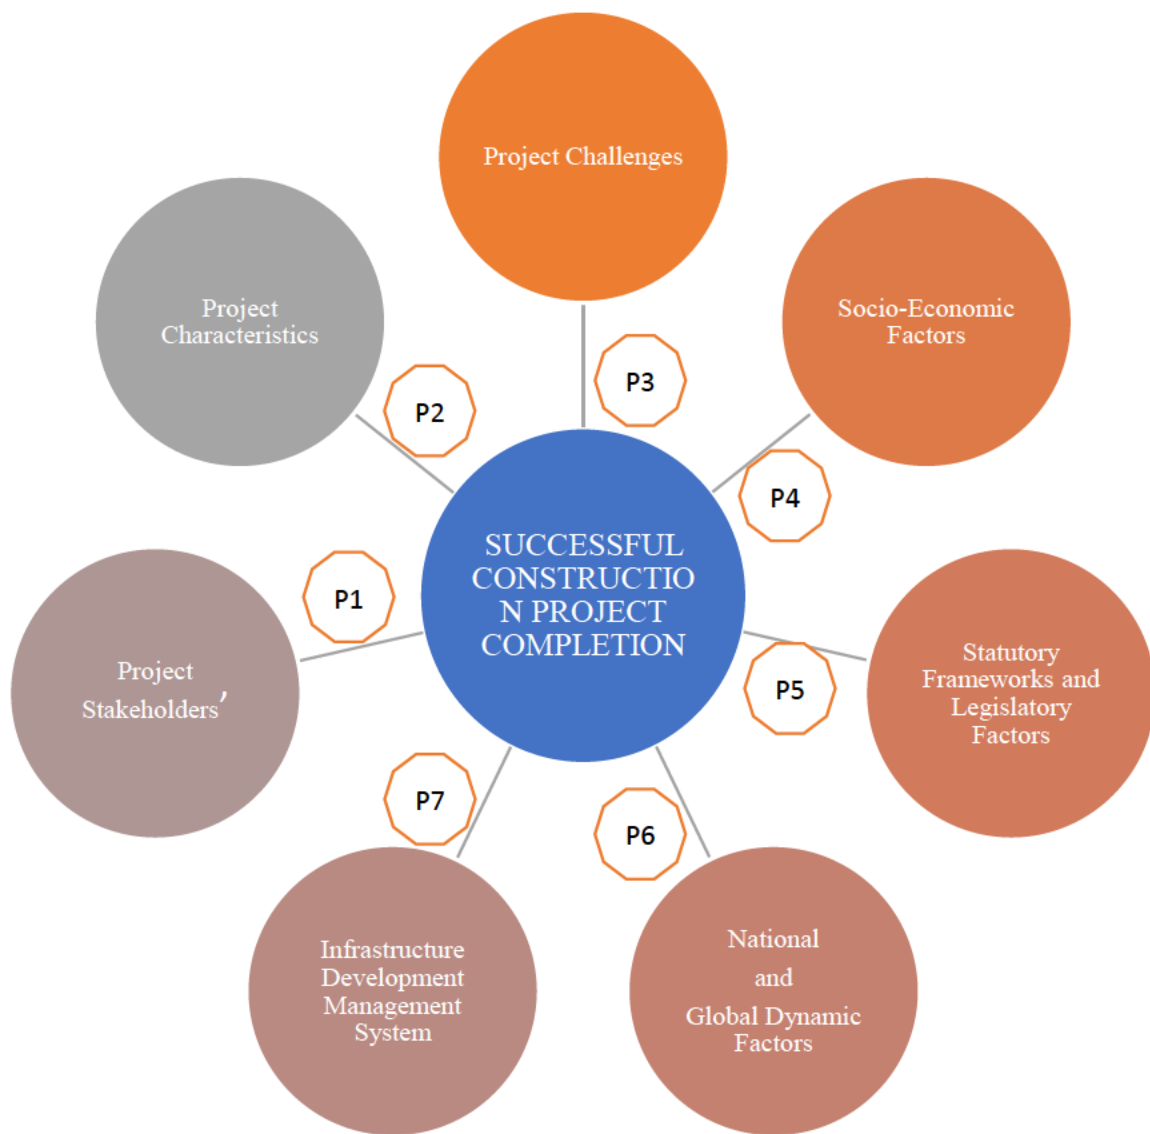 Project Challenges
Project
Characteristics
Socio-Economic
Factors
P3
P2
P4
SUCCESSFUL
CONSTRUCTIO
N PROJECT
COMPLETION
P1
P5
Project
Stakeholders’
Statutory
Frameworks and
Legislatory
Factors
P7
P6
Infrastructure
Development
Management
System
National
and
Global Dynamic
Factors